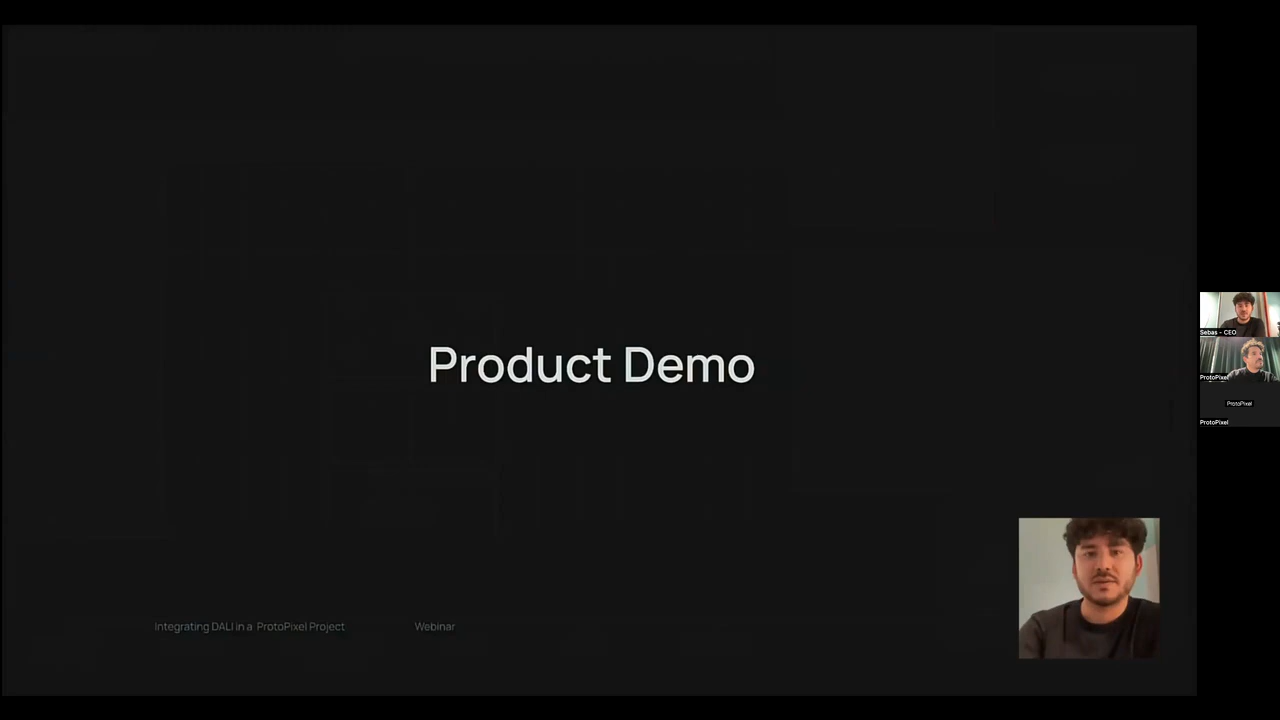 Product Demo
Integrating DALI in a ProtoPixel Project
Webinar
Sebas - CEO
ProtoPixel
ProtoPixel
ProtoPixel